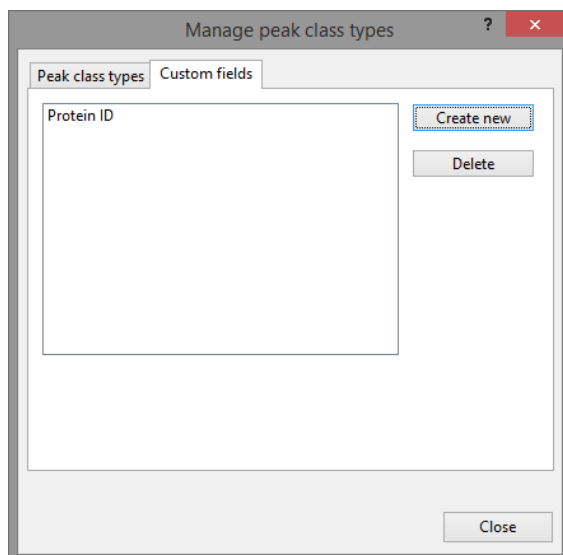 Manage peak class types
?
Peak class types
Custom fields
Protein ID
Create new
Delete
Close